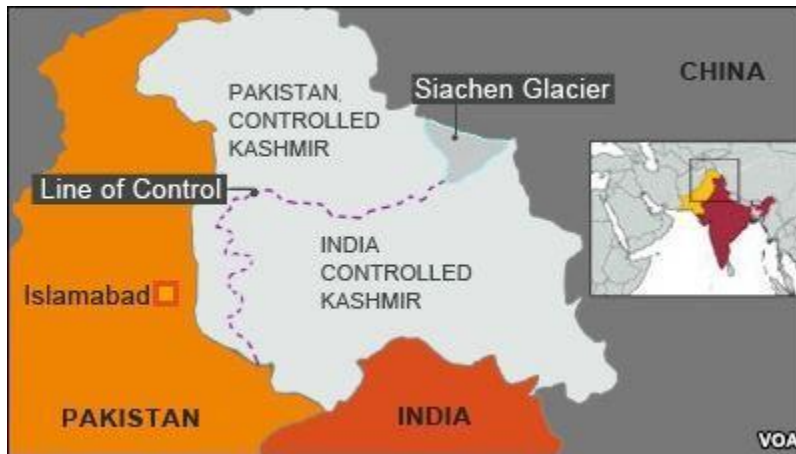 CHINA
Siachen Glacier
PAKISTAN
CONTROLLED
KASHMIR
Line of Control
INDIA
CONTROLLED
KASHMIR
Islamabad
PAKISTAN
INDIA
VOA